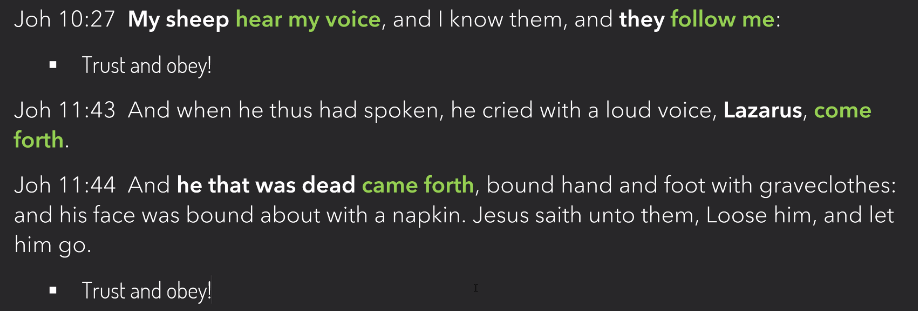 Joh 10:27 My sheep hear my voice, and I know them, and they follow me:
▪ Trust and obey!
Joh 11:43 And when he thus had spoken, he cried with a loud voice, Lazarus, come
forth.
Joh 11:44 And he that was dead came forth, bound hand and foot with graveclothes:
and his face was bound about with a napkin. Jesus saith unto them, Loose him, and let
him go.
▪ Trust and obey!